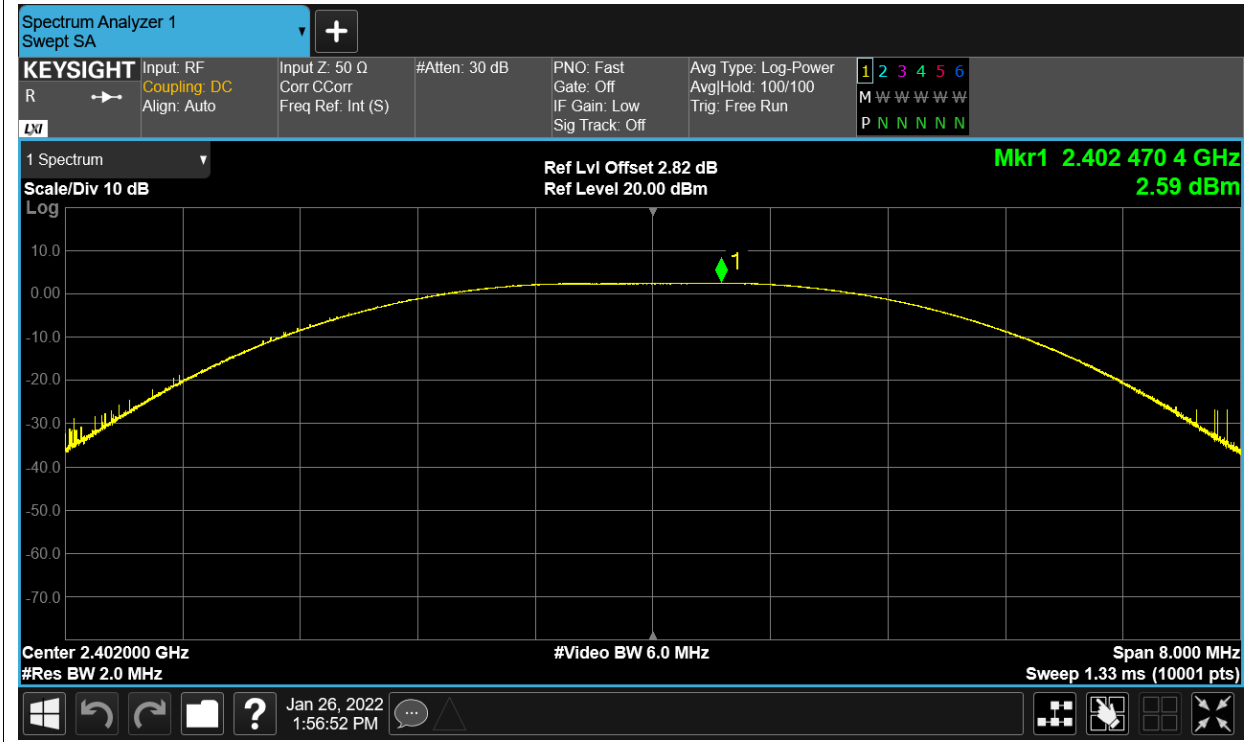 Spectrum Analyzer 1
Swept SA
+
KEYSIGHT
R
LXI
Input: RF
Coupling: DC
Align: Auto
Input Z: 50 Ω
Corr CCorr
Freq Ref: Int (S)
#Atten: 30 dB
PNO: Fast
Gate: Off
IF Gain: Low
Sig Track: Off
Avg Type: Log-Power
Avg|Hold: 100/100
Trig: Free Run
1 2 3 4 5 6
M W W W W W
P N N N N N
1 Spectrum
Scale/Div 10 dB
Log
Ref Lvl Offset 2.82 dB
Ref Level 20.00 dBm
Mkr1 2.402 470 4 GHz
2.59 dBm
1
10.0
0.00
-10.0
-20.0
-30.0
-40.0
-50.0
-60.0
-70.0
Center 2.402000 GHz
#Res BW 2.0 MHz
#Video BW 6.0 MHz
Span 8.000 MHz
Sweep 1.33 ms (10001 pts)
?
Jan 26, 2022
1:56:52 PM